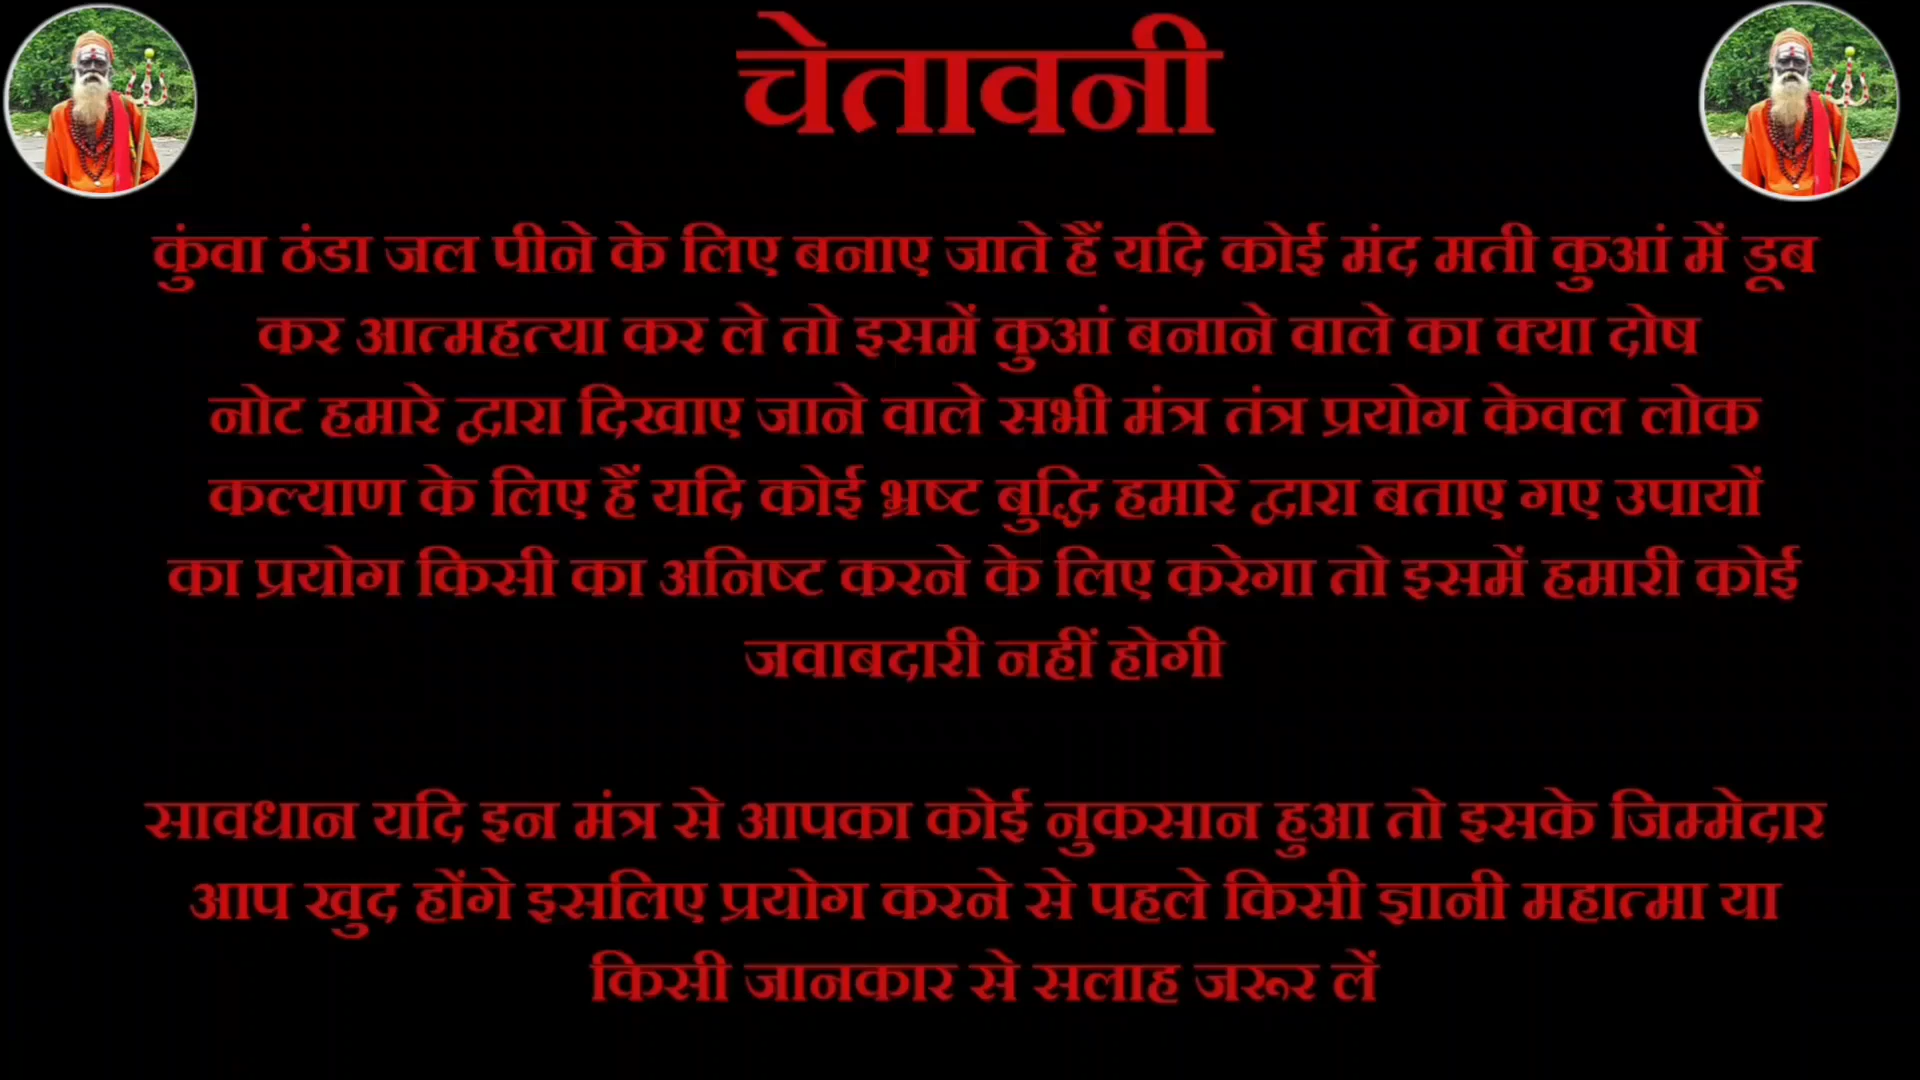 चेतावनी
कुंवा ठंडा जल पीने के लिए बनाए जाते हैं यदि कोई मंद मती कुआं में डूब
कर आत्महत्या कर ले तो इसमें कुआं बनाने वाले का क्या दोष
नोट हमारे द्वारा दिखाए जाने वाले सभी मंत्र तंत्र प्रयोग केवल लोक
कल्याण के लिए हैं यदि कोई भ्रष्ट बुद्धि हमारे द्वारा बताए गए उपायों
का प्रयोग किसी का अनिष्ट करने के लिए करेगा तो इसमें हमारी कोई
जवाबदारी नहीं होगी
सावधान यदि इन मंत्र से आपका कोई नुकसान हुआ तो इसके जिम्मेदार
आप खुद होंगे इसलिए प्रयोग करने से पहले किसी ज्ञानी महात्मा या
किसी जानकार से सलाह जरूर लें